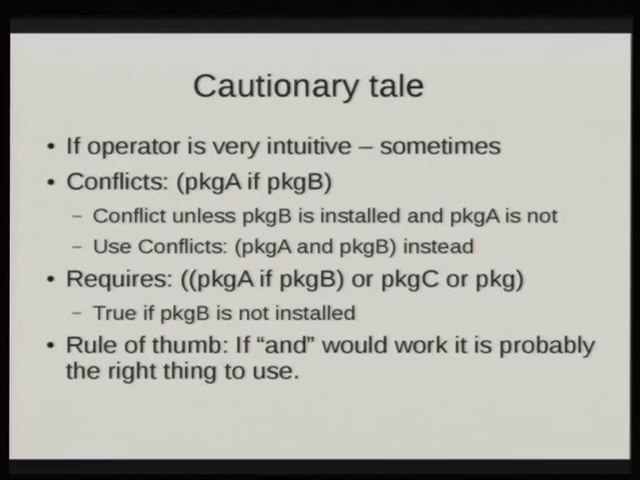 Cautionary tale
• If operator is very intuitive – sometimes
• Conflicts: (pkgA if pkgB)
– Conflict unless pkgB is installed and pkgA is not
– Use Conflicts: (pkgA and pkgB) instead
• Requires: ((pkgA if pkgB) or pkgC or pkg)
– True if pkgB is not installed
• Rule of thumb: If “and” would work it is probably
the right thing to use.